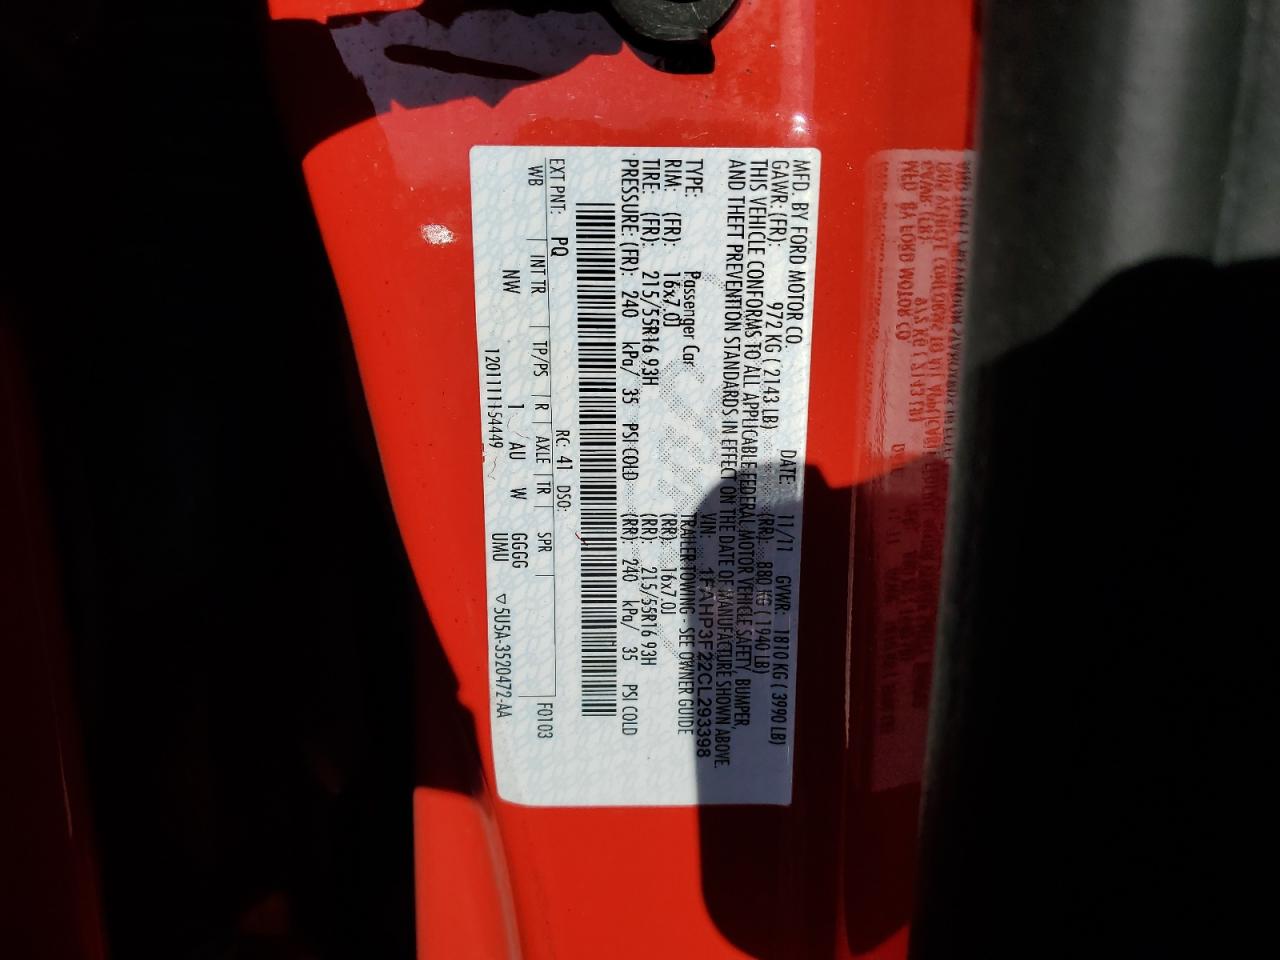 MFD. BY FORD MOTOR CO. DATE: 11/11 GVWR: 1810 KG ( 3990 LB)
GAWR: (FR): 972 KG ( 2143 LB) (RR): 880 KG ( 1940 LB)
THIS VEHICLE CONFORMS TO ALL APPLICABLE FEDERAL MOTOR VEHICLE SAFETY, BUMPER,
AND THEFT PREVENTION STANDARDS IN EFFECT ON THE DATE OF MANUFACTURE SHOWN ABOVE.
VIN: 1FAHP3F22CL293398
TYPE: Passenger Car TRAILER TOWING - SEE OWNER GUIDE
RIM: (FR): 16x7.0J (RR): 16x7.0J
TIRE: (FR): 215/55R16 93H (RR): 215/55R16 93H
PRESSURE: (FR): 240 kPa/ 35 PSI COLD (RR): 240 kPa/ 35 PSI COLD
EXT PNT: PQ RC: 41 DSO: F0103
WB INT TR TP/PS R AXLE TR SPR
NW 1 / AU W GGGG
UMU
120111154449 ▽5U5A-3520472-AA